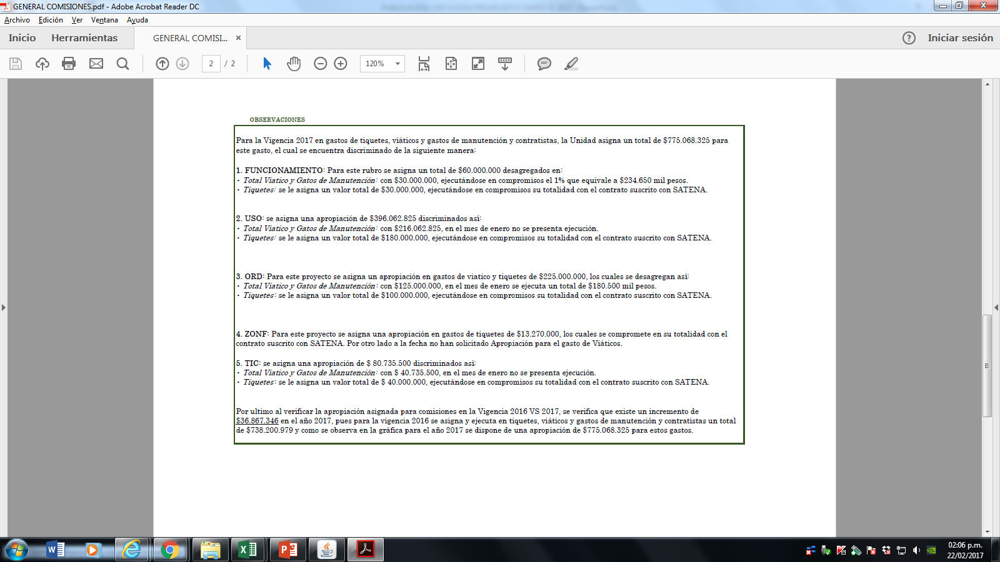 GENERAL COMISIONES.pdf - Adobe Acrobat Reader DC
Archivo Edición Ver Ventana Ayuda
Inicio Herramientas GENERAL COMISI... × ? Iniciar sesión
2 / 2 120%
OBSERVACIONES
Para la Vigencia 2017 en gastos de tiquetes, viáticos y gastos de manutención y contratistas, la Unidad asigna un total de $775.068.325 para
este gasto, el cual se encuentra discriminado de la siguiente manera:
1. FUNCIONAMIENTO: Para este rubro se asigna un total de $60.000.000 desagregados en:
• Total Viatico y Gatos de Manutención: con $30.000.000, ejecutándose en compromisos el 1% que equivale a $234.650 mil pesos.
• Tiquetes: se le asigna un valor total de $30.000.000, ejecutándose en compromisos su totalidad con el contrato suscrito con SATENA.
2. USO: se asigna una apropiación de $396.062.825 discriminados así:
• Total Viatico y Gatos de Manutención: con $216.062.825, en el mes de enero no se presenta ejecución.
• Tiquetes: se le asigna un valor total de $180.000.000, ejecutándose en compromisos su totalidad con el contrato suscrito con SATENA.
3. ORD: Para este proyecto se asigna un apropiación en gastos de viatico y tiquetes de $225.000.000, los cuales se desagregan así:
• Total Viatico y Gatos de Manutención: con $125.000.000, en el mes de enero se ejecuta un total de $180.500 mil pesos.
• Tiquetes: se le asigna un valor total de $100.000.000, ejecutándose en compromisos su totalidad con el contrato suscrito con SATENA.
4. ZONF: Para este proyecto se asigna una apropiación en gastos de tiquetes de $13.270.000, los cuales se compromete en su totalidad con el
contrato suscrito con SATENA. Por otro lado a la fecha no han solicitado Apropiación para el gasto de Viáticos.
5. TIC: se asigna una apropiación de $ 80.735.500 discriminados así:
• Total Viatico y Gatos de Manutención: con $ 40.735.500, en el mes de enero no se presenta ejecución.
• Tiquetes: se le asigna un valor total de $ 40.000.000, ejecutándose en compromisos su totalidad con el contrato suscrito con SATENA.
Por ultimo al verificar la apropiación asignada para comisiones en la Vigencia 2016 VS 2017, se verifica que existe un incremento de
$36.867.346 en el año 2017, pues para la vigencia 2016 se asigna y ejecuta en tiquetes, viáticos y gastos de manutención y contratistas un total
de $738.200.979 y como se observa en la gráfica para el año 2017 se dispone de una apropiación de $775.068.325 para estos gastos.
02:06 p.m.
22/02/2017